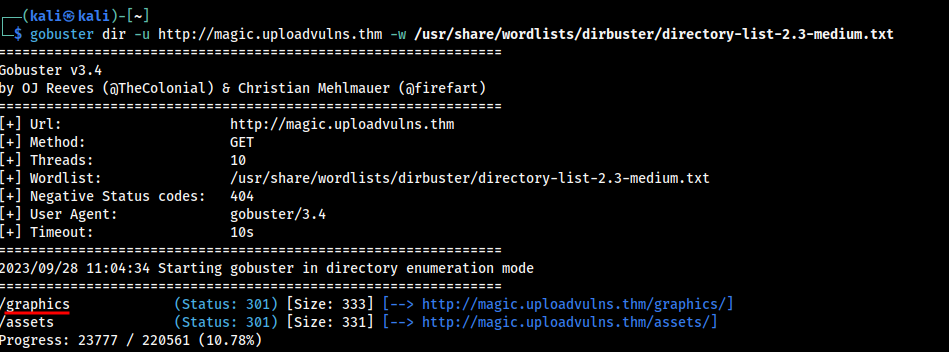 (kali㉿kali)-[~]
$ gobuster dir -u http://magic.uploadvulns.thm -w /usr/share/wordlists/dirbuster/directory-list-2.3-medium.txt
===============================================================
Gobuster v3.4
by OJ Reeves (@TheColonial) & Christian Mehlmauer (@firefart)
===============================================================
[+] Url:                     http://magic.uploadvulns.thm
[+] Method:                  GET
[+] Threads:                 10
[+] Wordlist:                /usr/share/wordlists/dirbuster/directory-list-2.3-medium.txt
[+] Negative Status codes:   404
[+] User Agent:              gobuster/3.4
[+] Timeout:                 10s
===============================================================
2023/09/28 11:04:34 Starting gobuster in directory enumeration mode
===============================================================
/graphics             (Status: 301) [Size: 333] [--> http://magic.uploadvulns.thm/graphics/]
/assets               (Status: 301) [Size: 331] [--> http://magic.uploadvulns.thm/assets/]
Progress: 23777 / 220561 (10.78%)